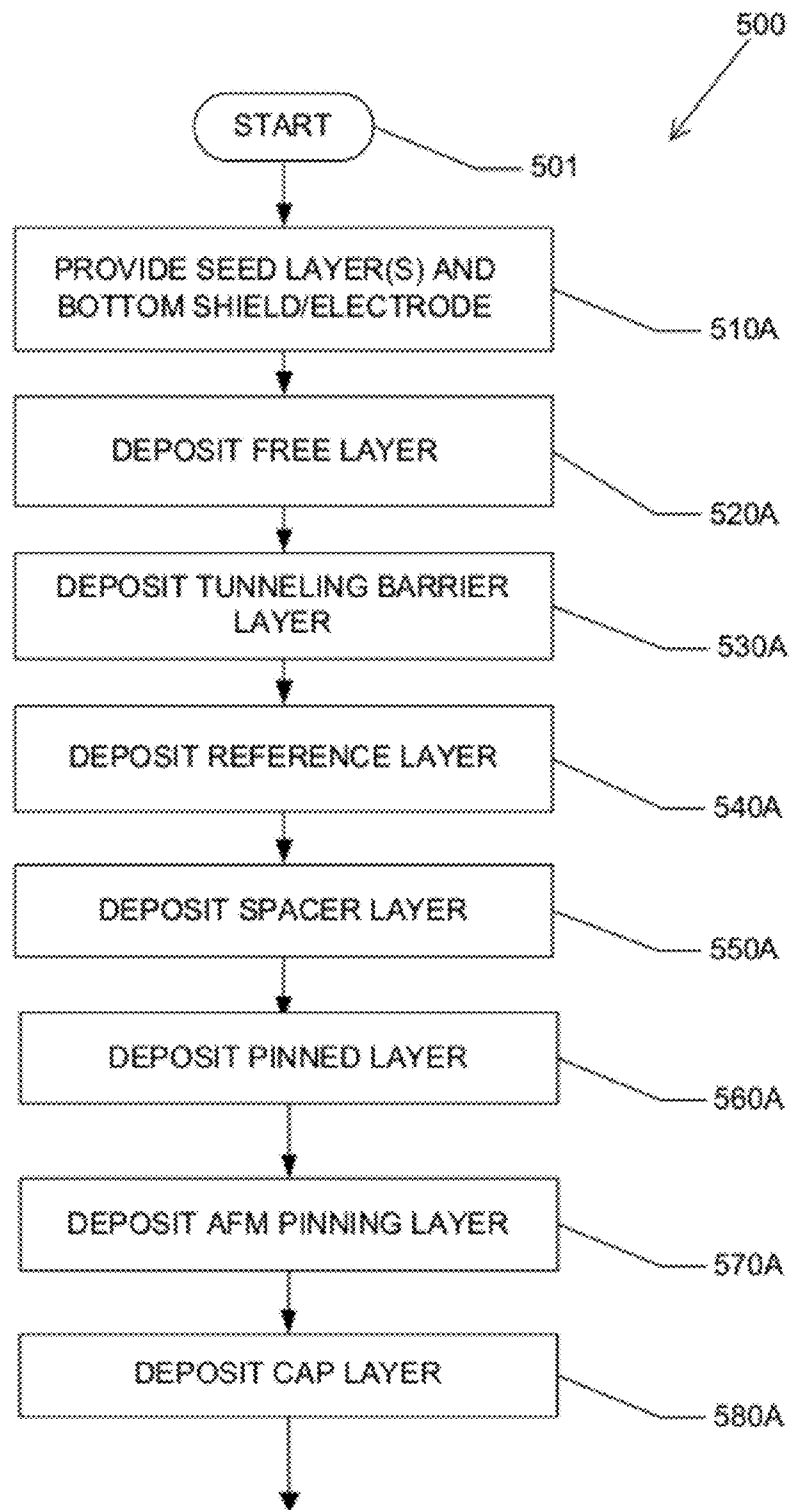 500
START
501
PROVIDE SEED LAYER(S) AND
BOTTOM SHIELD/ELECTRODE
510A
DEPOSIT FREE LAYER
520A
DEPOSIT TUNNELING BARRIER
LAYER
530A
DEPOSIT REFERENCE LAYER
540A
DEPOSIT SPACER LAYER
550A
DEPOSIT PINNED LAYER
560A
DEPOSIT AFM PINNING LAYER
570A
DEPOSIT CAP LAYER
580A